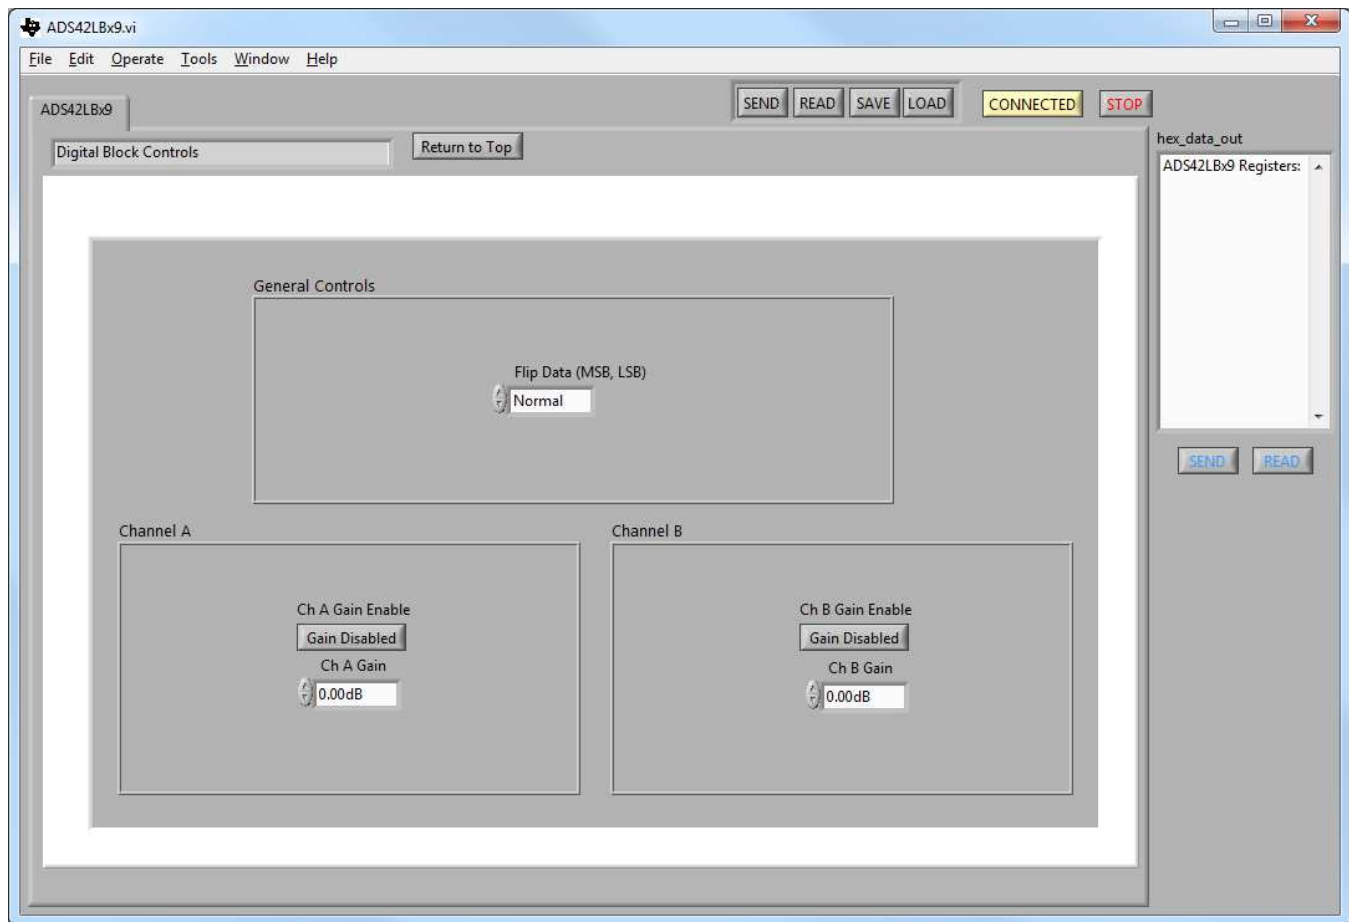 ADS42LBx9.vi
File Edit Operate Tools Window Help
SEND READ SAVE LOAD CONNECTED STOP
ADS42LBx9
Digital Block Controls Return to Top
hex_data_out
ADS42LBx9 Registers:
General Controls
Flip Data (MSB, LSB)
Normal
SEND READ
Channel A
Ch A Gain Enable
Gain Disabled
Ch A Gain
0.00dB
Channel B
Ch B Gain Enable
Gain Disabled
Ch B Gain
0.00dB